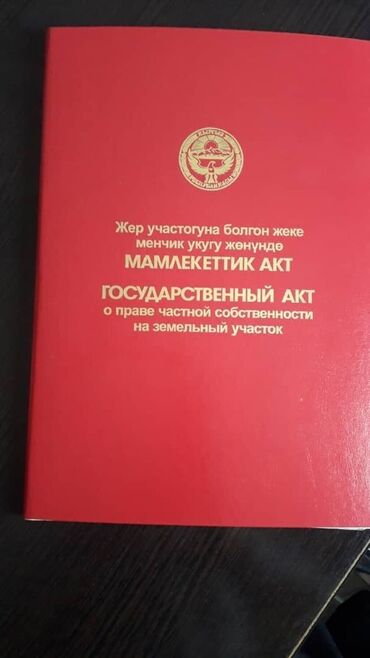 Жер участогуна болгон жеке
менчик укугу жөнүндө
МАМЛЕКЕТТИК АКТ
ГОСУДАРСТВЕННЫЙ АКТ
о праве частной собственности
на земельный участок